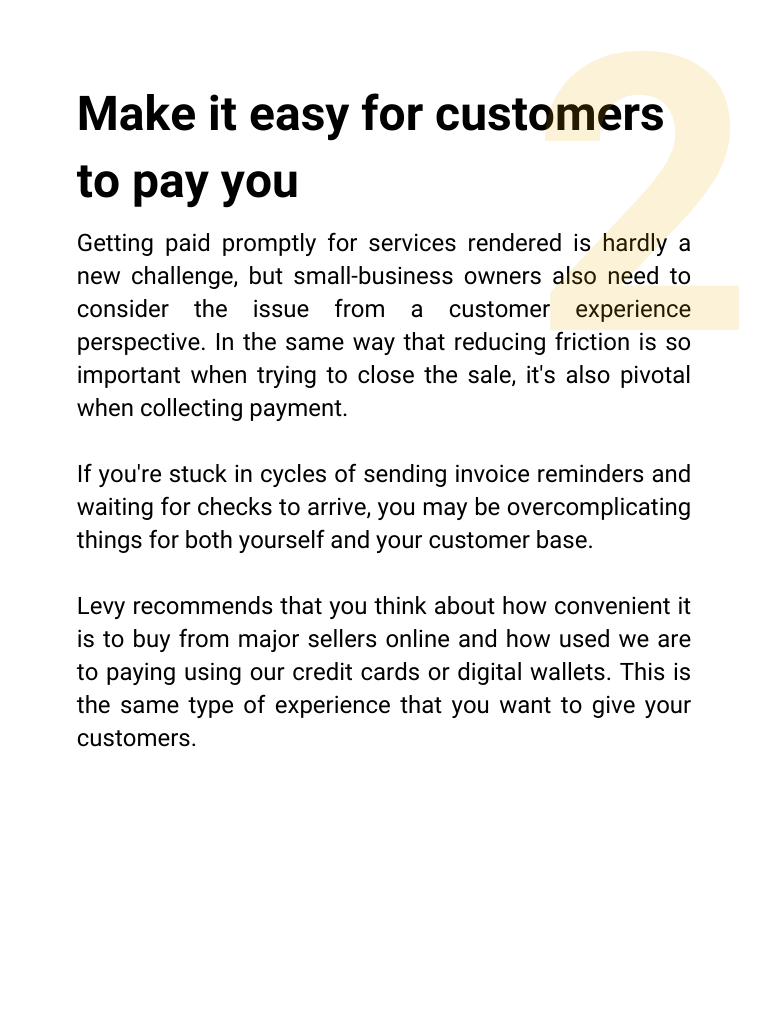 2
Make it easy for customers
to pay you
Getting paid promptly for services rendered is hardly a
new challenge, but small-business owners also need to
consider the issue from a customer experience
perspective. In the same way that reducing friction is so
important when trying to close the sale, it's also pivotal
when collecting payment.
If you're stuck in cycles of sending invoice reminders and
waiting for checks to arrive, you may be overcomplicating
things for both yourself and your customer base.
Levy recommends that you think about how convenient it
is to buy from major sellers online and how used we are
to paying using our credit cards or digital wallets. This is
the same type of experience that you want to give your
customers.